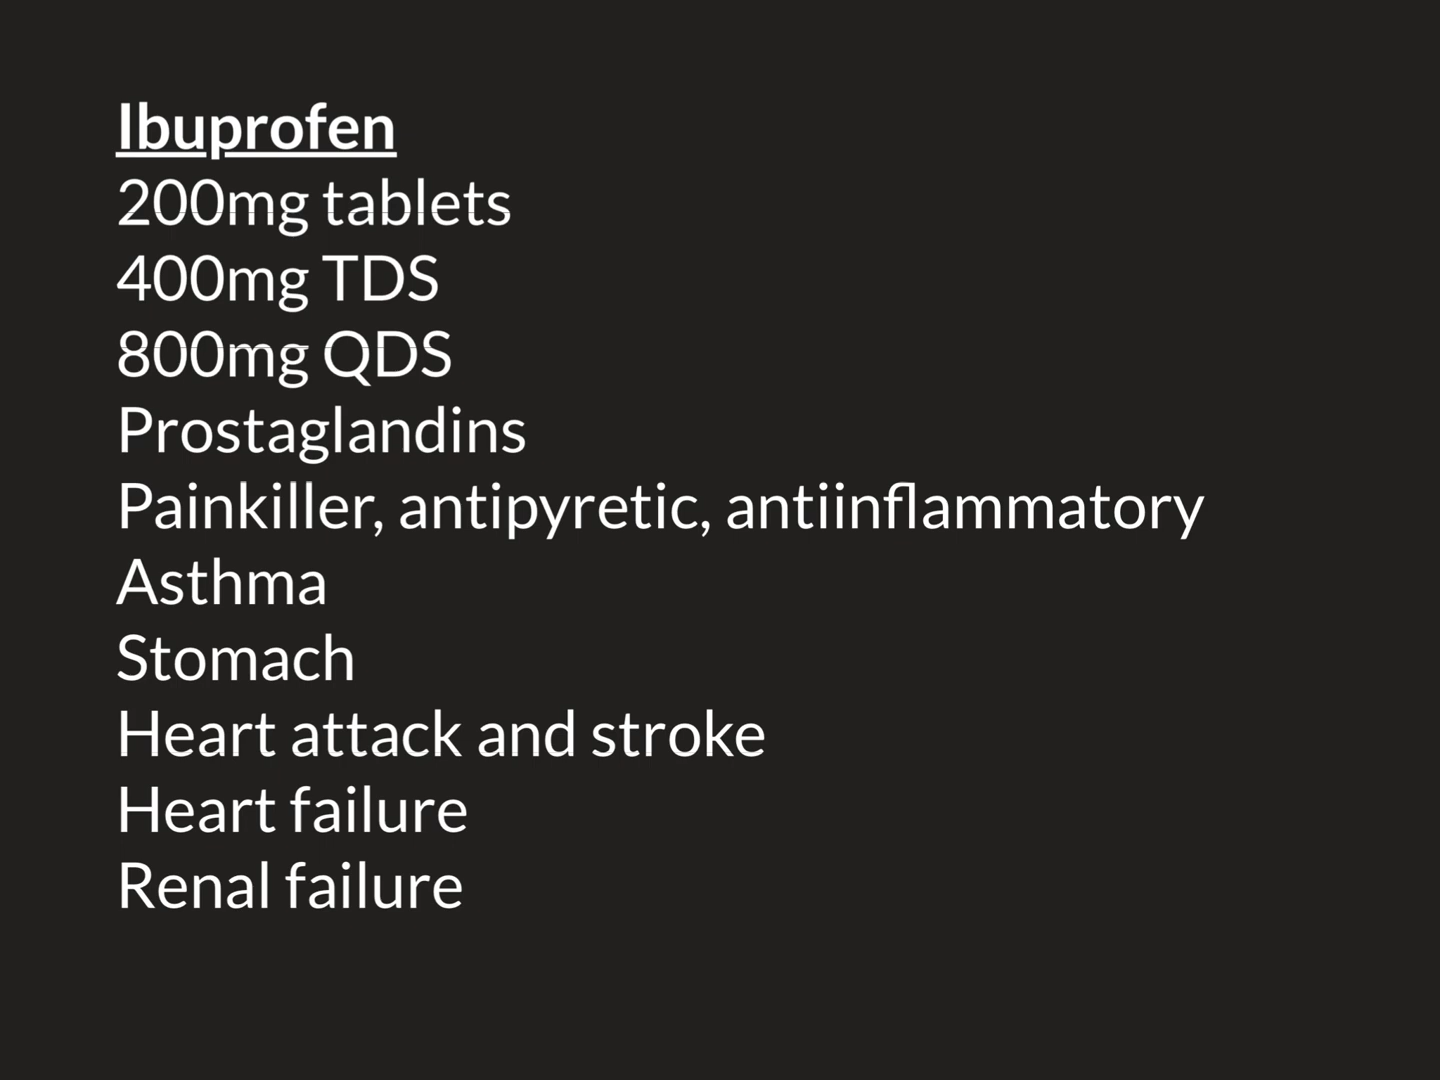 Ibuprofen
200mg tablets
400mg TDS
800mg QDS
Prostaglandins
Painkiller, antipyretic, antiinflammatory
Asthma
Stomach
Heart attack and stroke
Heart failure
Renal failure